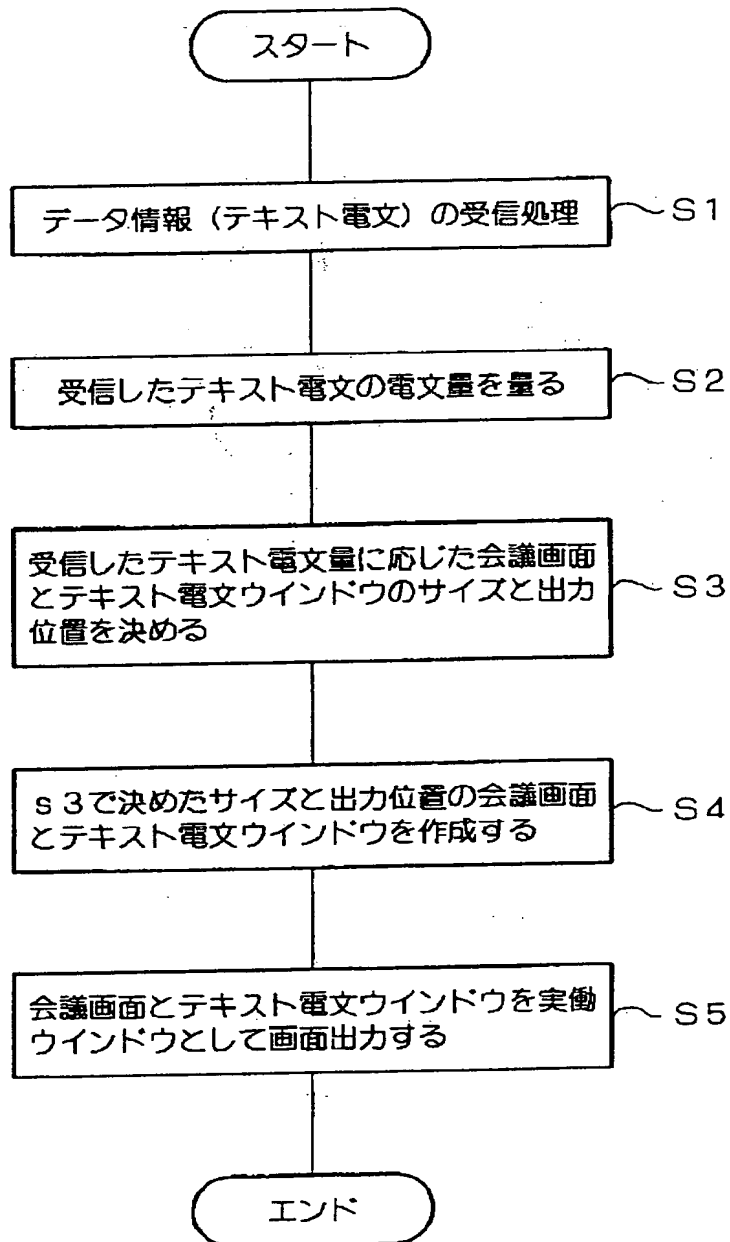 スタート
データ情報（テキスト電文）の受信処理
S1
受信したテキスト電文の電文量を量る
S2
受信したテキスト電文量に応じた会議画面
とテキスト電文ウインドウのサイズと出力
位置を決める
S3
s3で決めたサイズと出力位置の会議画面
とテキスト電文ウインドウを作成する
S4
会議画面とテキスト電文ウインドウを実働
ウインドウとして画面出力する
S5
エンド